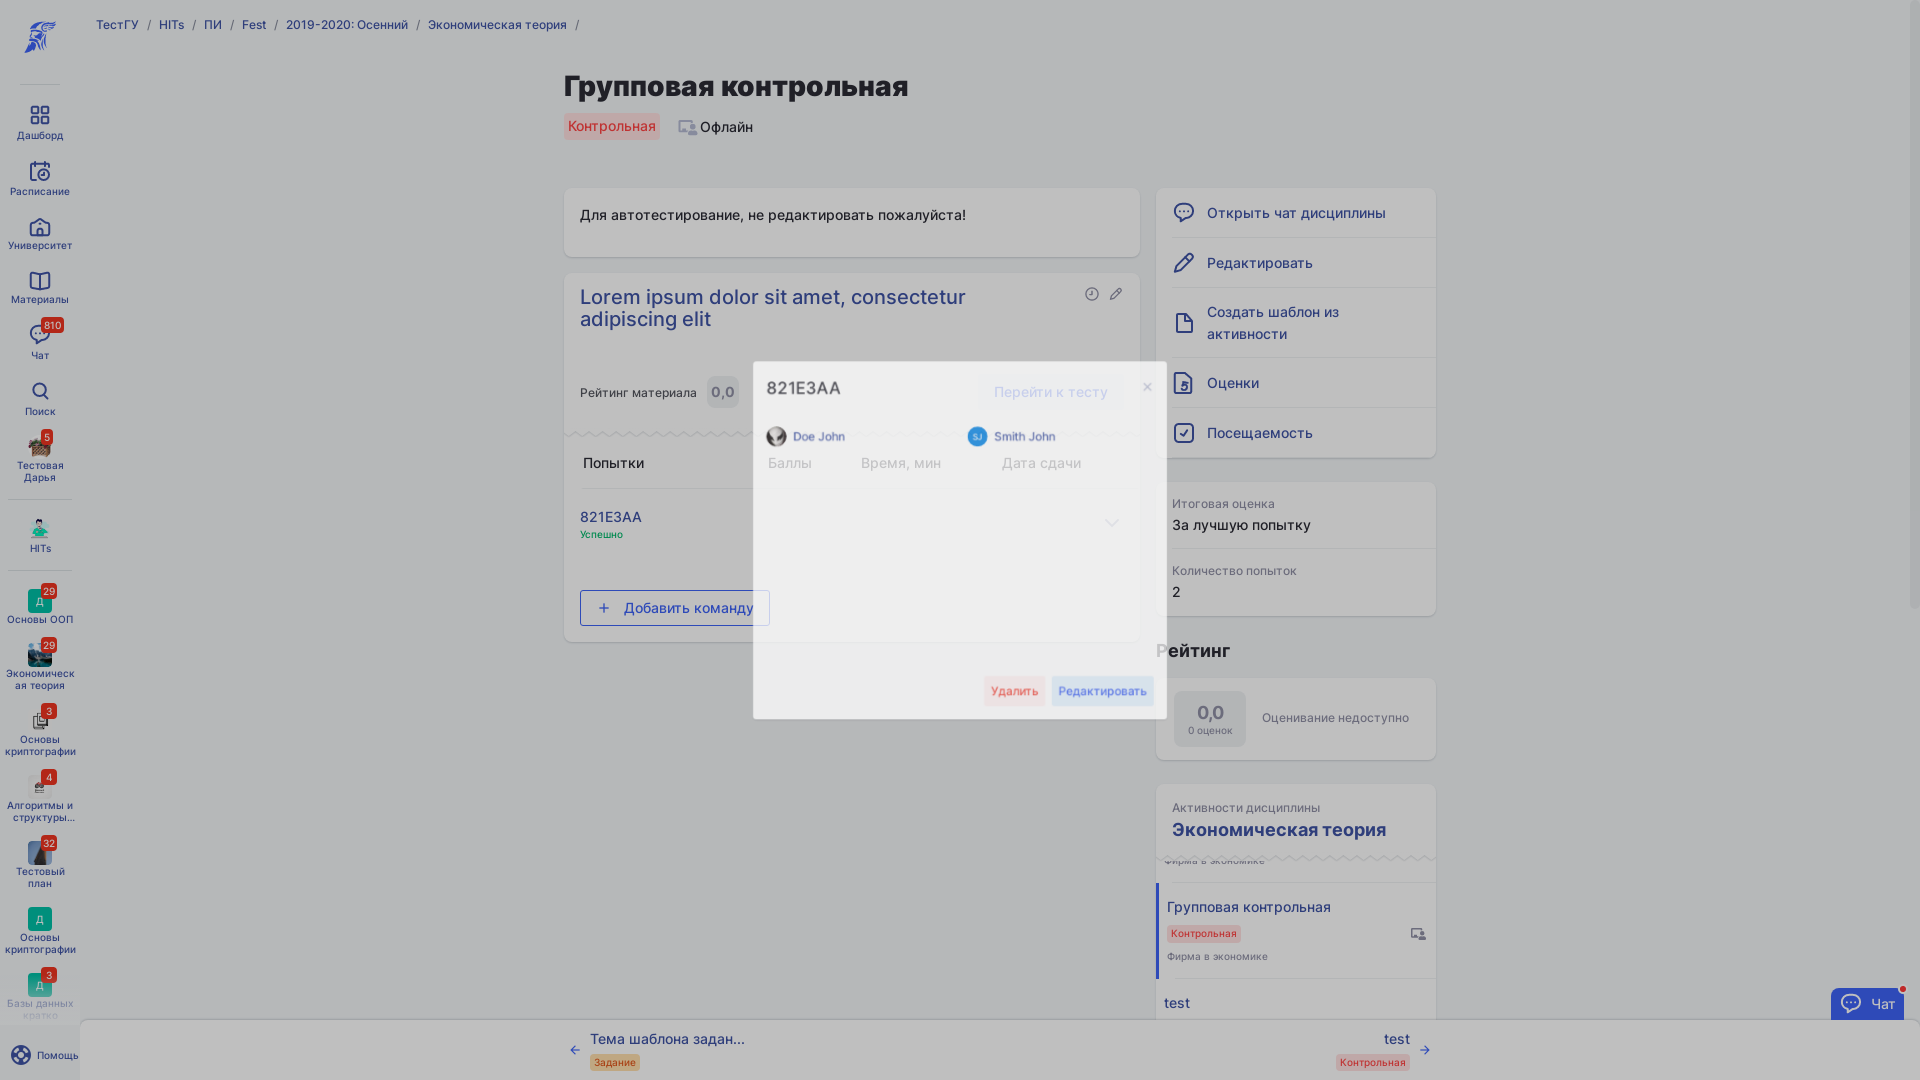 ТестГУ / HITs / ПИ / Fest / 2019-2020: Осенний / Экономическая теория /
Дашборд
Расписание
Университет
Материалы
810
Чат
Поиск
5
Тестовая
Дарья
HITs
29
Д
Основы ООП
29
Экономическ
ая теория
3
Основы
криптографии
4
Алгоритмы и
структуры...
32
Тестовый
план
Д
Основы
криптографии
3
Д
Базы данных
кратко
Помощь
Групповая контрольная
Контрольная
Офлайн
Для автотестирование, не редактировать пожалуйста!
Lorem ipsum dolor sit amet, consectetur
adipiscing elit
Рейтинг материала 0,0
Перейти к тесту
Попытки
Баллы
Время, мин
Дата сдачи
821E3AA
Успешно
Добавить команду
821E3AA
×
Doe John
SJ
Smith John
Удалить
Редактировать
Открыть чат дисциплины
Редактировать
Создать шаблон из
активности
5
Оценки
Посещаемость
Итоговая оценка
За лучшую попытку
Количество попыток
2
Рейтинг
0,0
0 оценок
Оценивание недоступно
Активности дисциплины
Экономическая теория
Фирма в экономике
Групповая контрольная
Контрольная
Фирма в экономике
test
Чат
Тема шаблона задан...
Задание
test
Контрольная